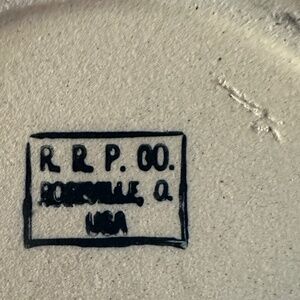 R. R. P. CO.
ROSEVILLE, O.
USA